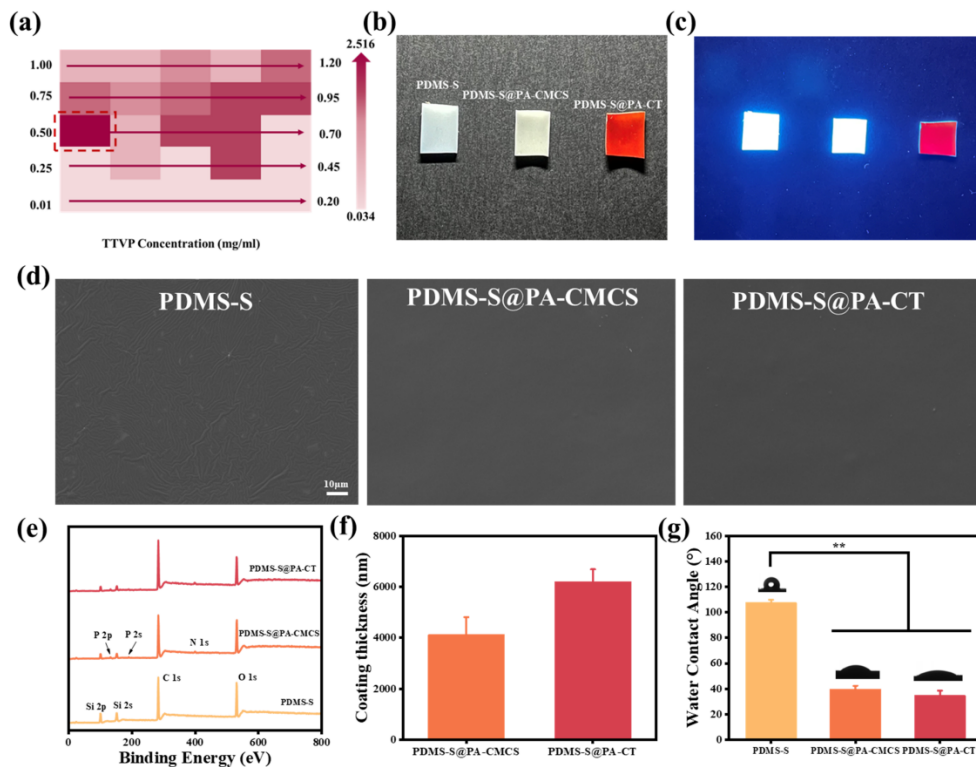 (a)
2.516
1.00
1.20
0.75
0.95
0.50
0.70
0.25
0.45
0.01
0.20
0.034
TTVP Concentration (mg/ml)
(b)
PDMS-S
PDMS-S@PA-CMCS
PDMS-S@PA-CT
(c)
(d)
PDMS-S
10μm
PDMS-S@PA-CMCS
PDMS-S@PA-CT
(e)
PDMS-S@PA-CT
P 2p
P 2s
N 1s
PDMS-S@PA-CMCS
Si 2p
Si 2s
C 1s
O 1s
PDMS-S
0
200
400
600
800
Binding Energy (eV)
(f)
Coating thickness (nm)
8000
6000
4000
2000
0
PDMS-S@PA-CMCS
PDMS-S@PA-CT
(g)
Water Contact Angle (°)
160
140
120
100
80
60
40
20
0
**
PDMS-S
PDMS-S@PA-CMCS
PDMS-S@PA-CT